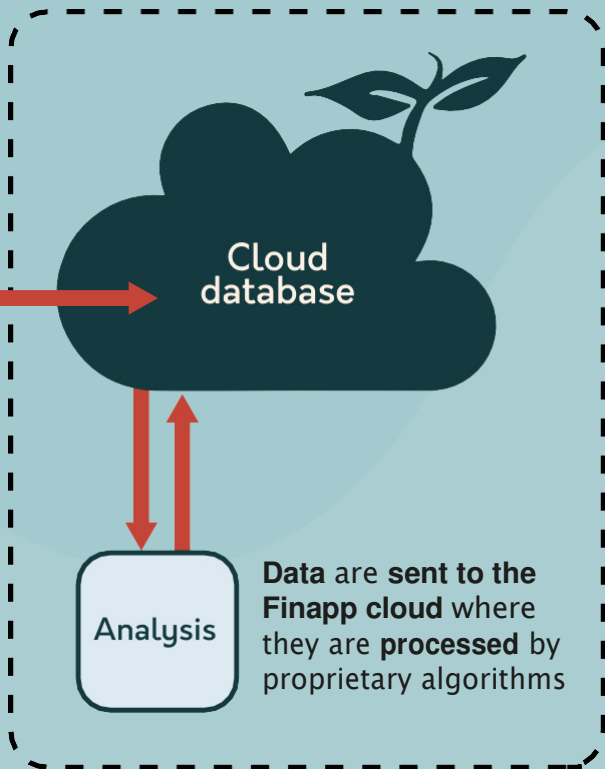 Cloud
database
Analysis
Data are sent to the
Finapp cloud where
they are processed by
proprietary algorithms